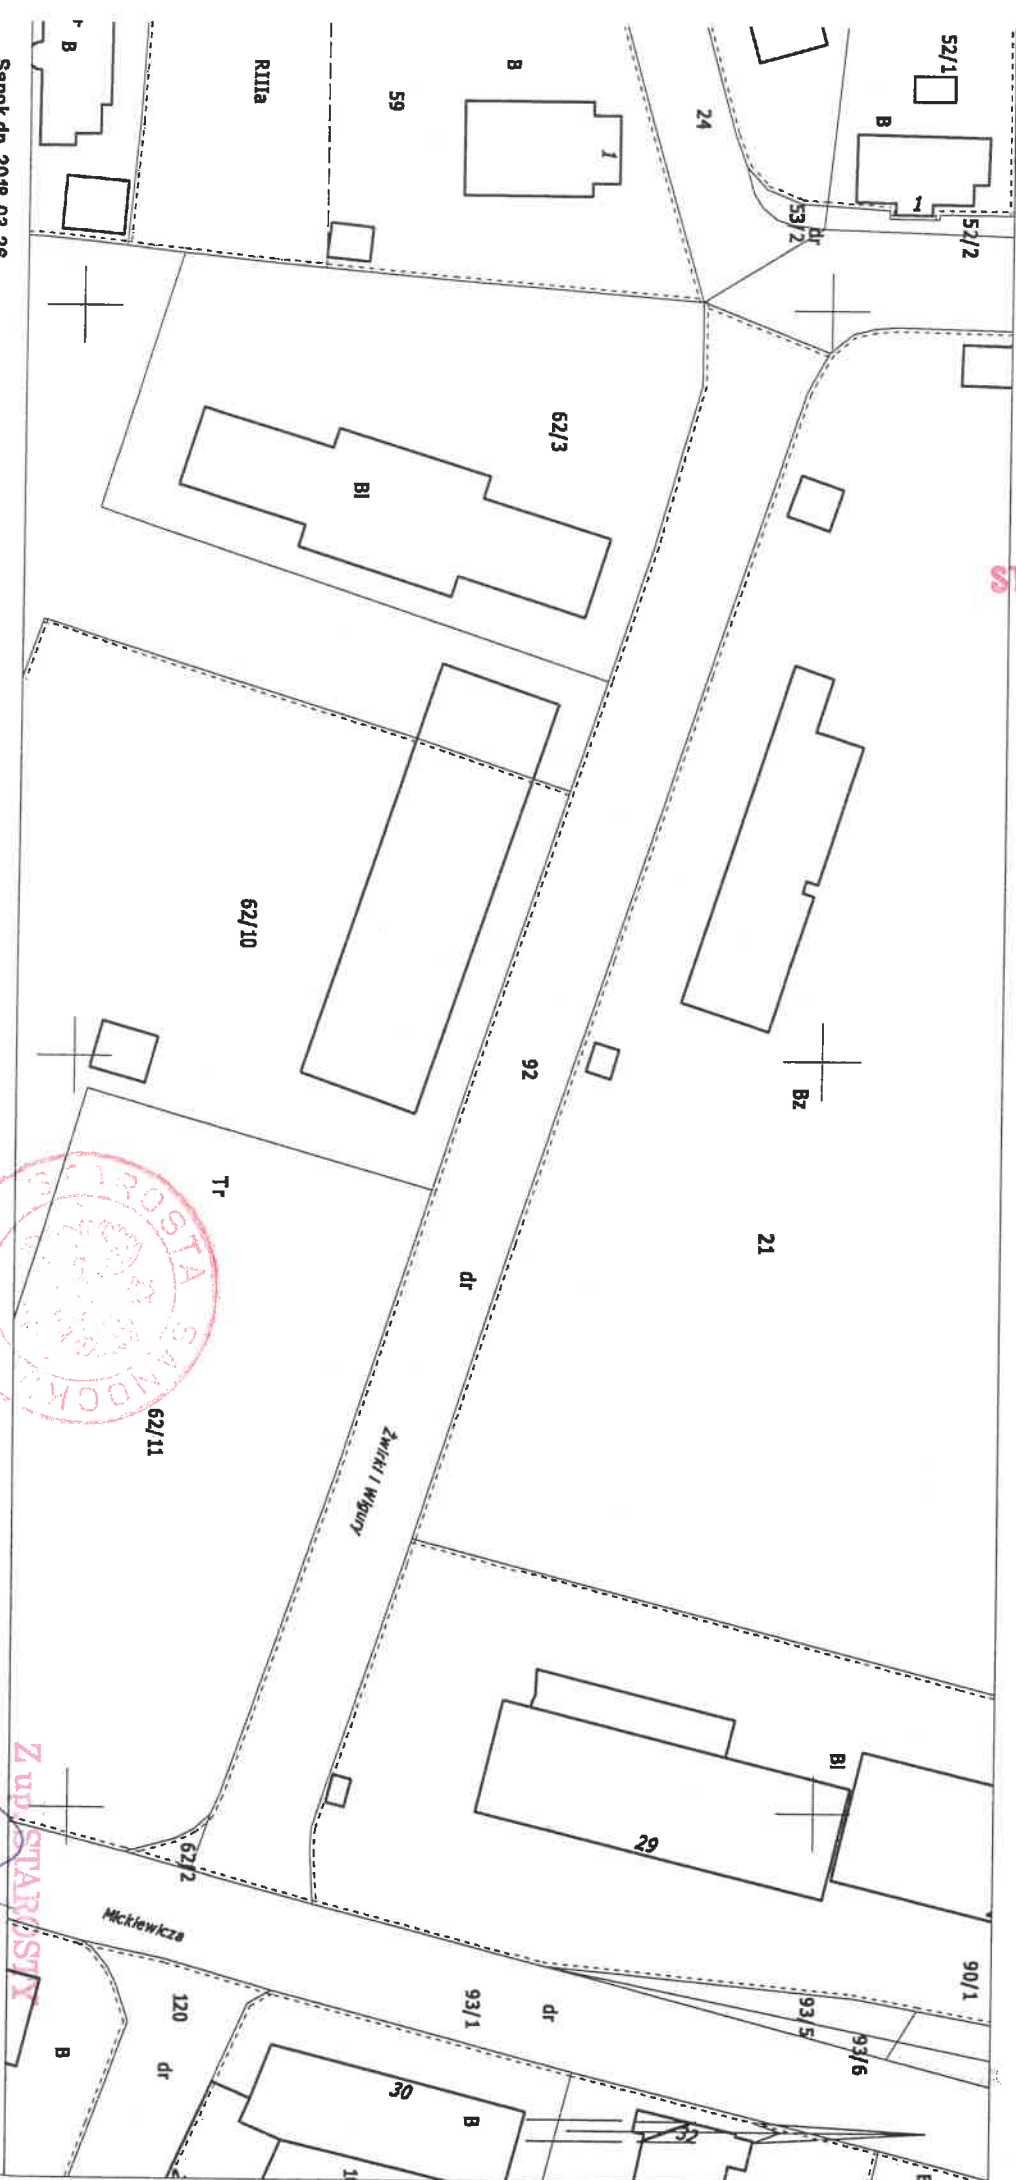 52/1
B
1
52/2
dr
53/2
24
B
59
1
RIIIa
B
62/3
Bl
62/10
92
Bz
21
Tr
dr
62/11
Żwirki i Wigury
STAROSTA SANOCKI
Z up. STAROSTY
62/2
Mickiewicza
Bl
29
90/1
93/5
93/6
93/1
dr
120
dr
B
30
B
32